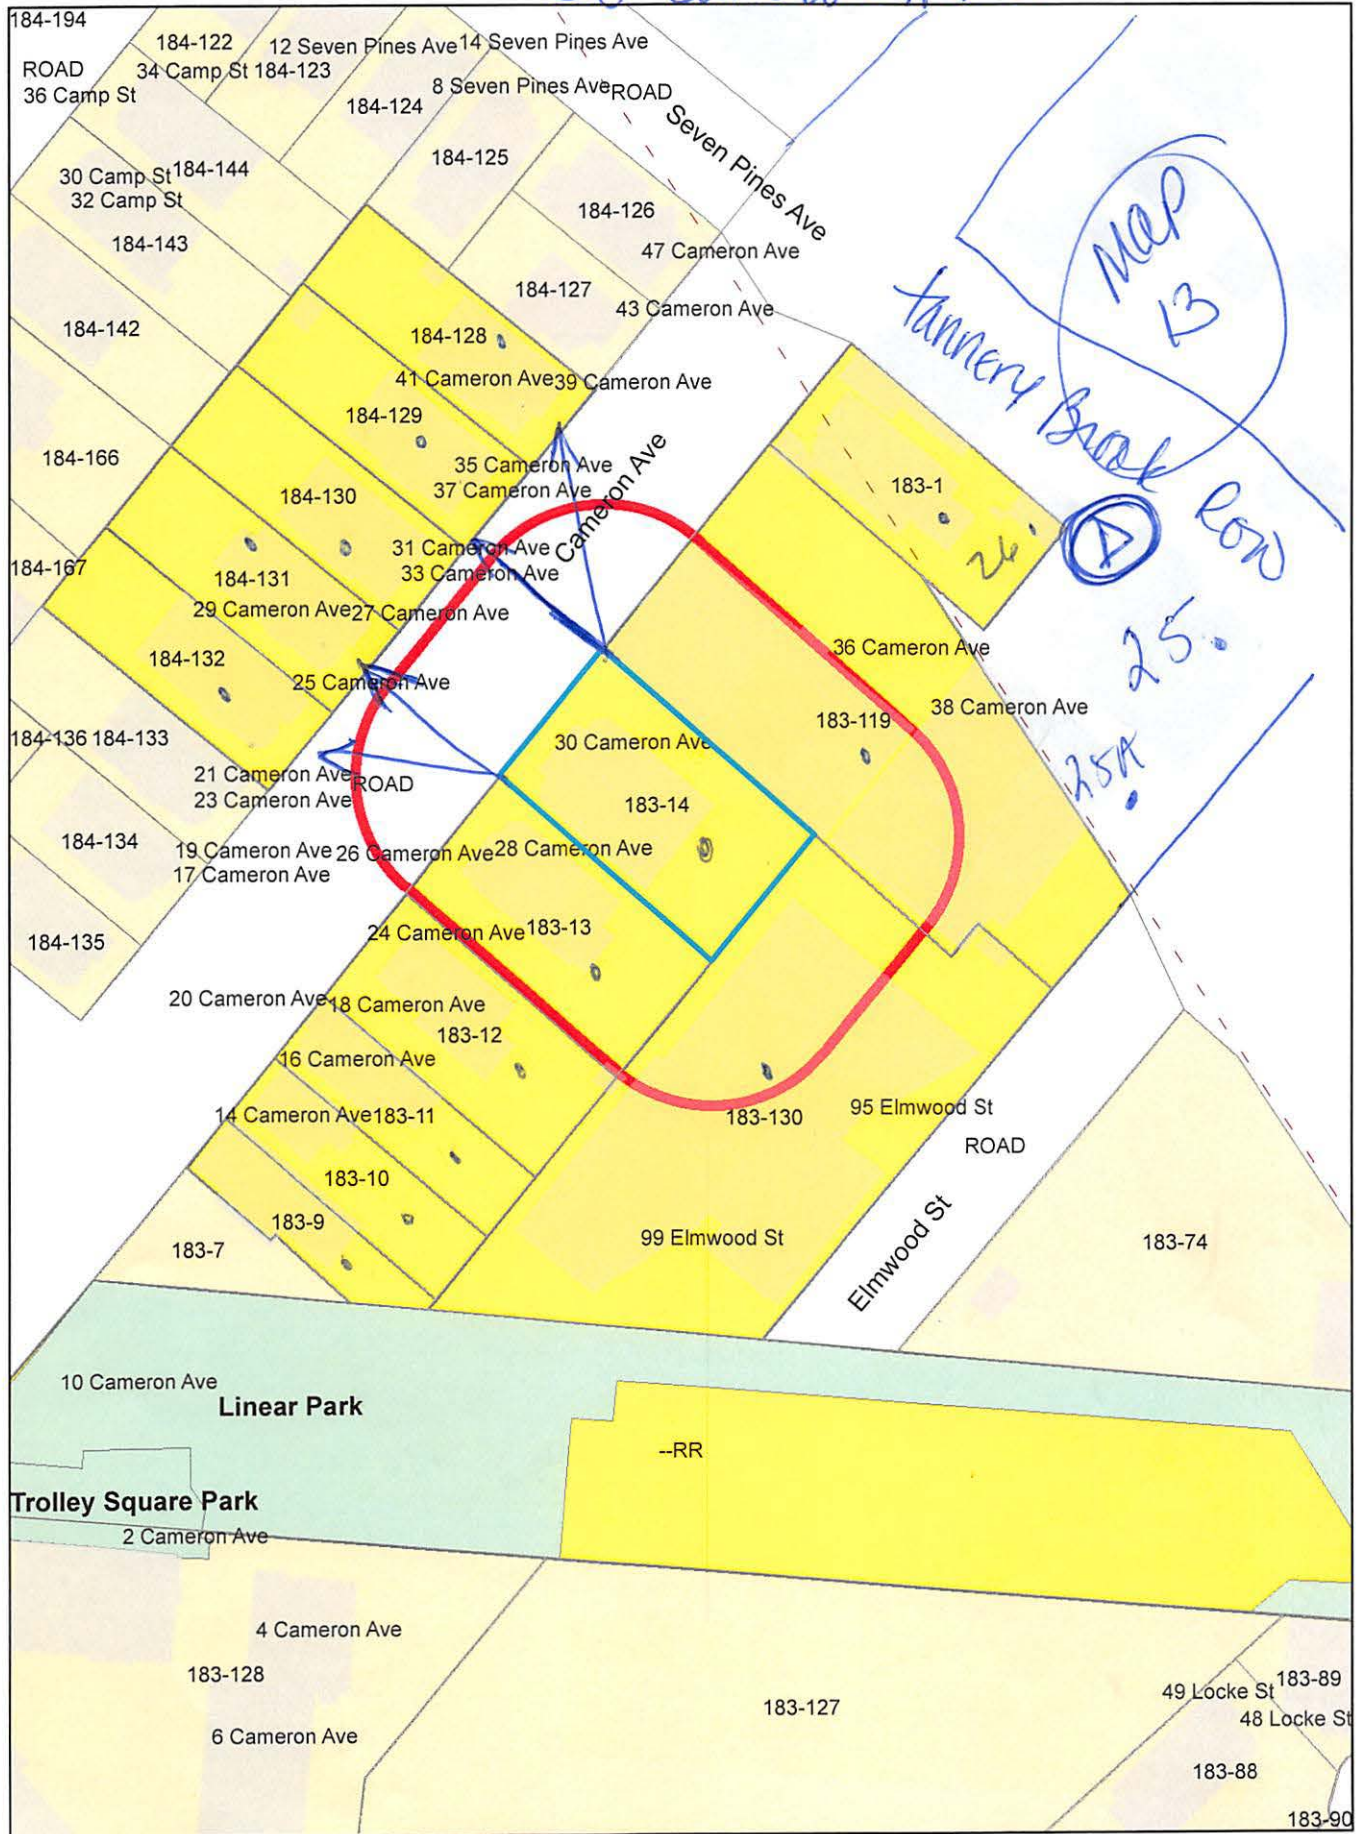 184-194
184-122
12 Seven Pines Ave
14 Seven Pines Ave
ROAD
34 Camp St
184-123
36 Camp St
184-124
8 Seven Pines Ave
ROAD
Seven Pines Ave
184-125
30 Camp St
184-144
32 Camp St
184-126
184-143
47 Cameron Ave
184-127
43 Cameron Ave
184-142
184-128
41 Cameron Ave
39 Cameron Ave
Map
13
Tannery Brook Row
184-129
184-166
35 Cameron Ave
37 Cameron Ave
Cameron Ave
183-1
26
184-130
31 Cameron Ave
33 Cameron Ave
184-167
184-131
29 Cameron Ave
27 Cameron Ave
25
36 Cameron Ave
184-132
25 Cameron Ave
38 Cameron Ave
183-119
184-136
184-133
30 Cameron Ave
25A
21 Cameron Ave
ROAD
23 Cameron Ave
183-14
184-134
19 Cameron Ave
26 Cameron Ave
28 Cameron Ave
17 Cameron Ave
184-135
24 Cameron Ave
183-13
20 Cameron Ave
18 Cameron Ave
183-12
16 Cameron Ave
14 Cameron Ave
183-11
183-130
95 Elmwood St
ROAD
183-10
183-9
183-7
99 Elmwood St
Elmwood St
183-74
10 Cameron Ave
Linear Park
--RR
Trolley Square Park
2 Cameron Ave
4 Cameron Ave
183-128
6 Cameron Ave
183-127
49 Locke St
183-89
48 Locke St
183-88
183-90